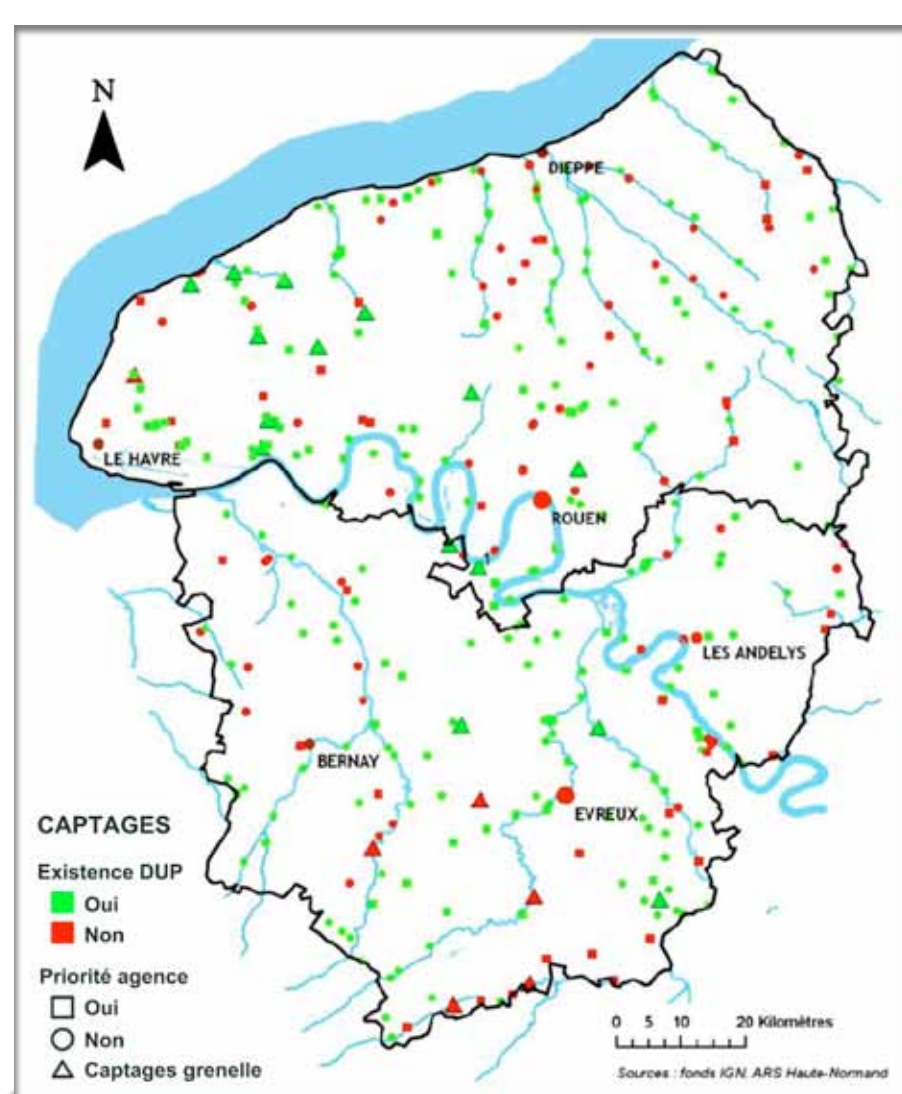 N
DIEPPE
LE HAVRE
ROUEN
LES ANDELYS
BERNAY
EVREUX
CAPTAGES
Existence DUP
Oui
Non
Priorité agence
Oui
Non
Captages grenelle
0 5 10 20 Kilomètres
Sources : fonds IGN. ARS Haute-Normand